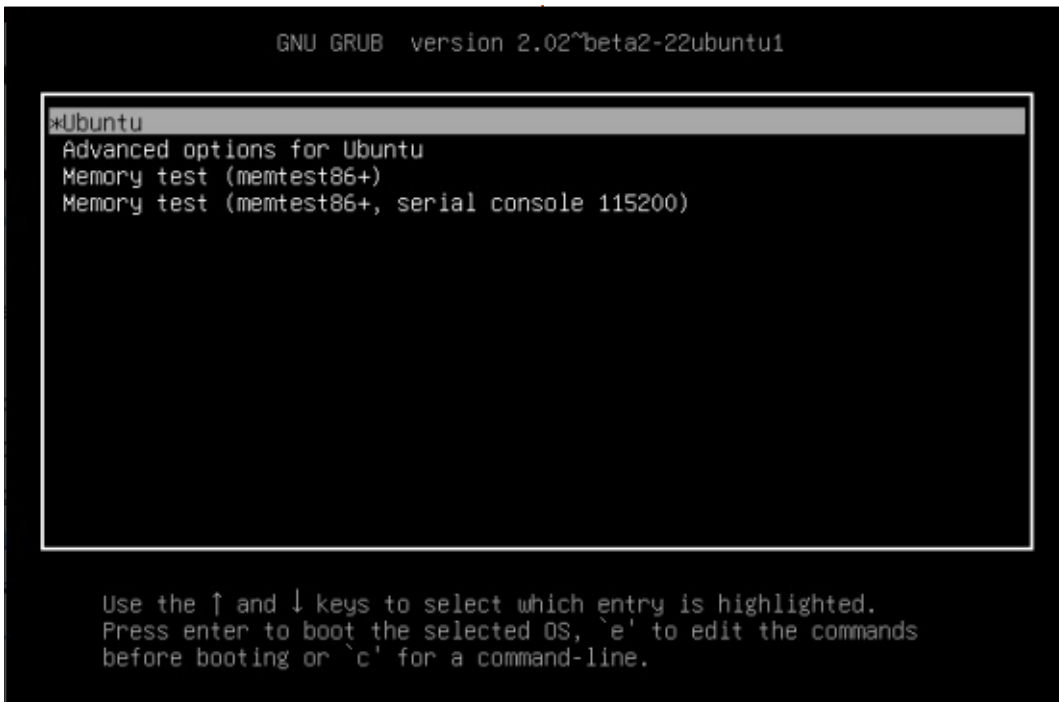 GNU GRUB  version 2.02~beta2-22ubuntu1
*Ubuntu
Advanced options for Ubuntu
Memory test (memtest86+)
Memory test (memtest86+, serial console 115200)
Use the ↑ and ↓ keys to select which entry is highlighted.
Press enter to boot the selected OS, `e' to edit the commands
before booting or `c' for a command-line.